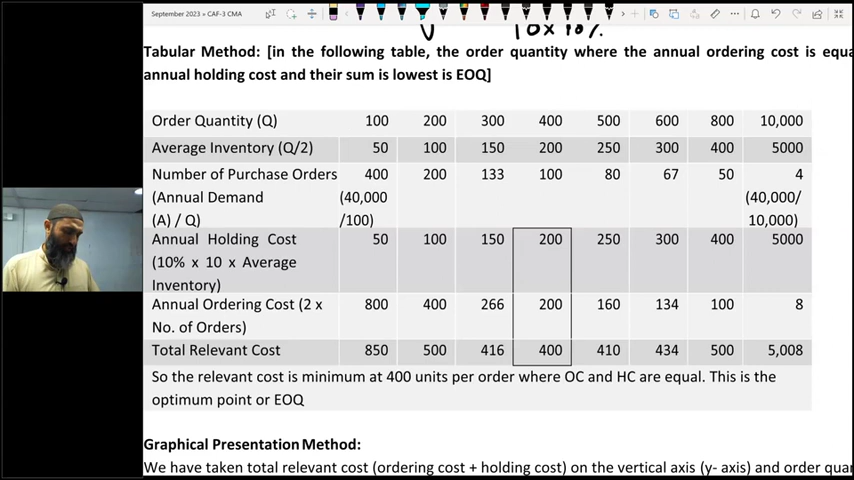 September 2023 » CAF-3 CMA
10x 10%
Tabular Method: [in the following table, the order quantity where the annual ordering cost is equa
annual holding cost and their sum is lowest is EOQ]
Order Quantity (Q) 100 200 300 400 500 600 800 10,000
Average Inventory (Q/2) 50 100 150 200 250 300 400 5000
Number of Purchase Orders 400 200 133 100 80 67 50 4
(Annual Demand (40,000 (40,000/
(A) / Q) /100) 10,000)
Annual Holding Cost 50 100 150 200 250 300 400 5000
(10% x 10 x Average
Inventory)
Annual Ordering Cost (2 x 800 400 266 200 160 134 100 8
No. of Orders)
Total Relevant Cost 850 500 416 400 410 434 500 5,008
So the relevant cost is minimum at 400 units per order where OC and HC are equal. This is the
optimum point or EOQ
Graphical Presentation Method:
We have taken total relevant cost (ordering cost + holding cost) on the vertical axis (y- axis) and order quar